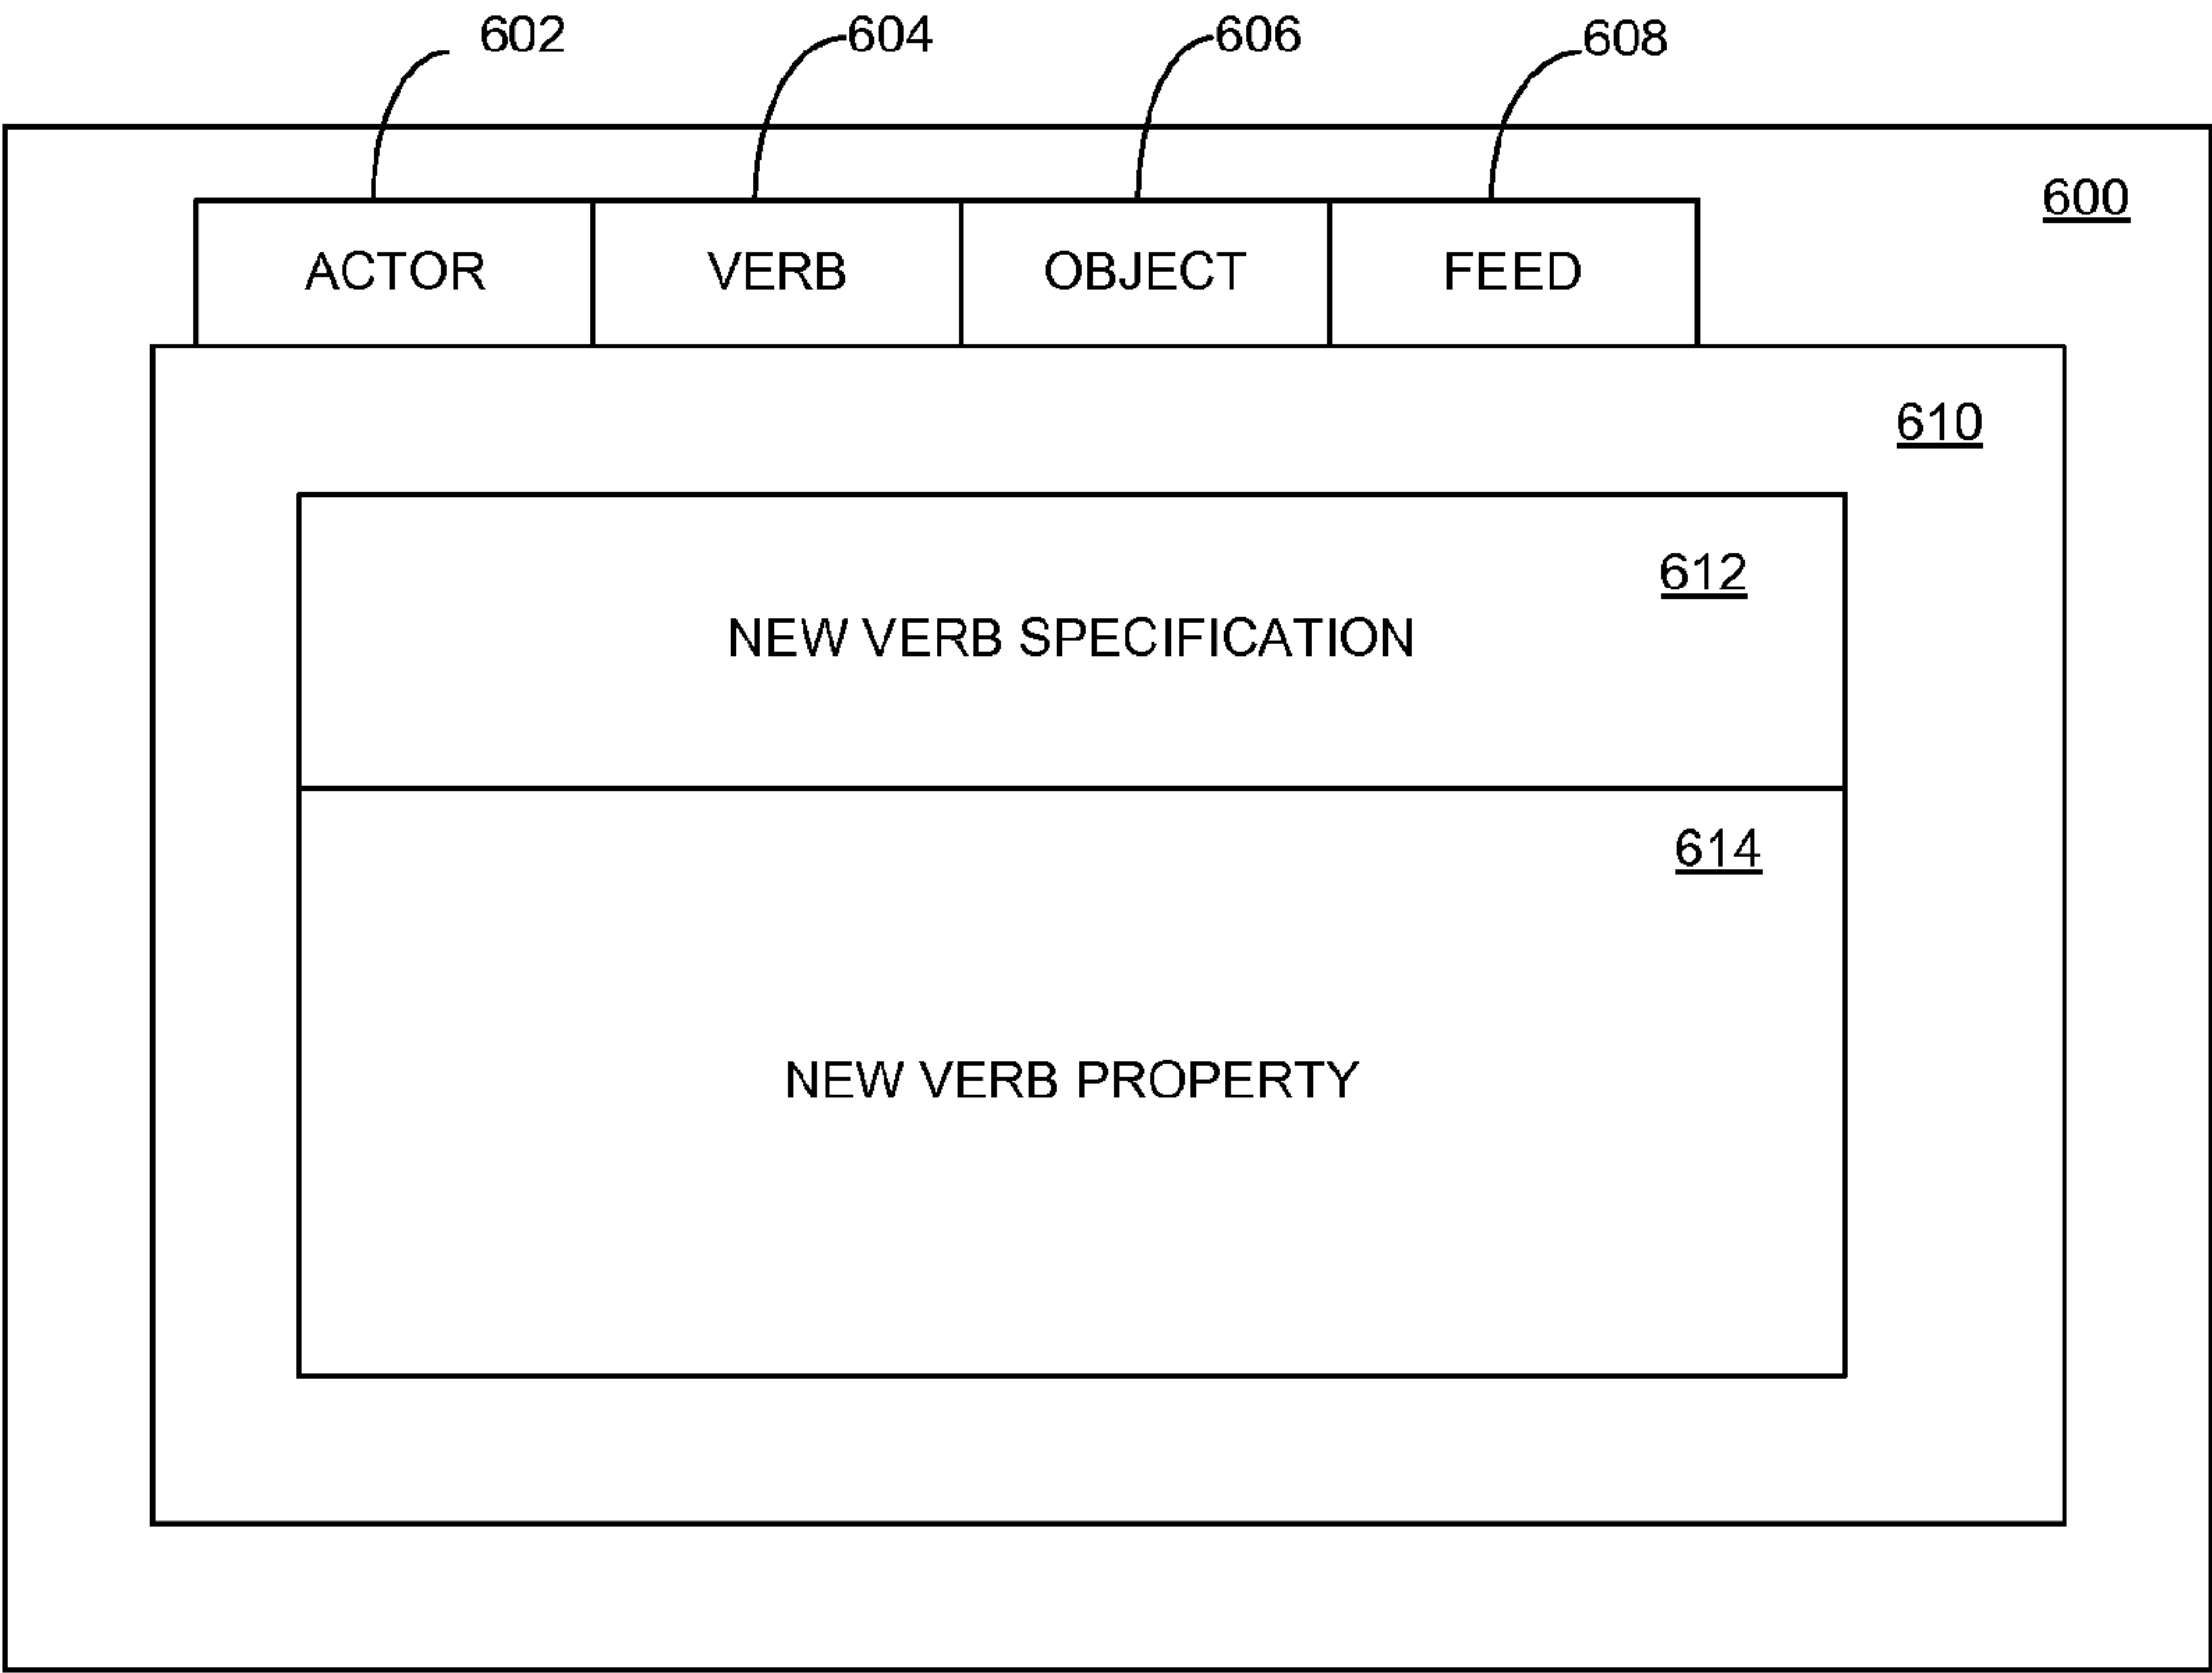 602 604 606 608
600
ACTOR VERB OBJECT FEED
610
612
NEW VERB SPECIFICATION
614
NEW VERB PROPERTY